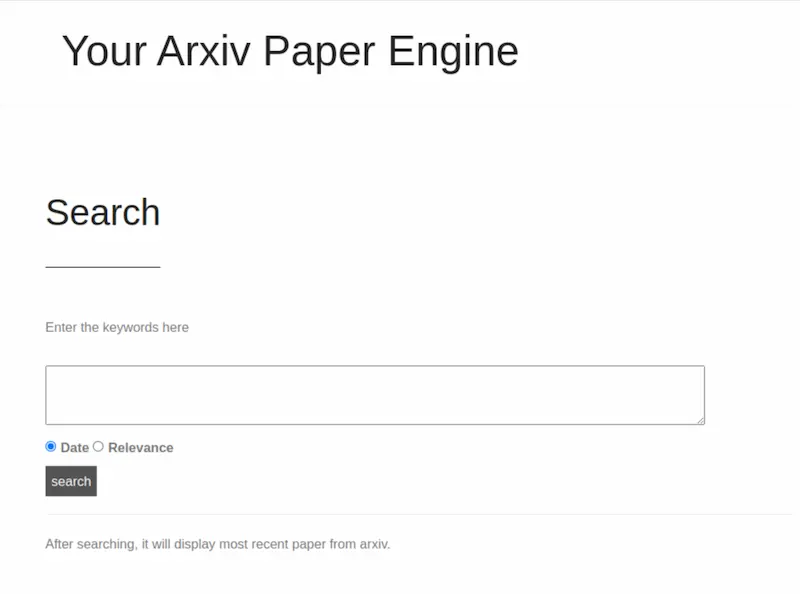 Your Arxiv Paper Engine
Search
Enter the keywords here
Date Relevance
search
After searching, it will display most recent paper from arxiv.